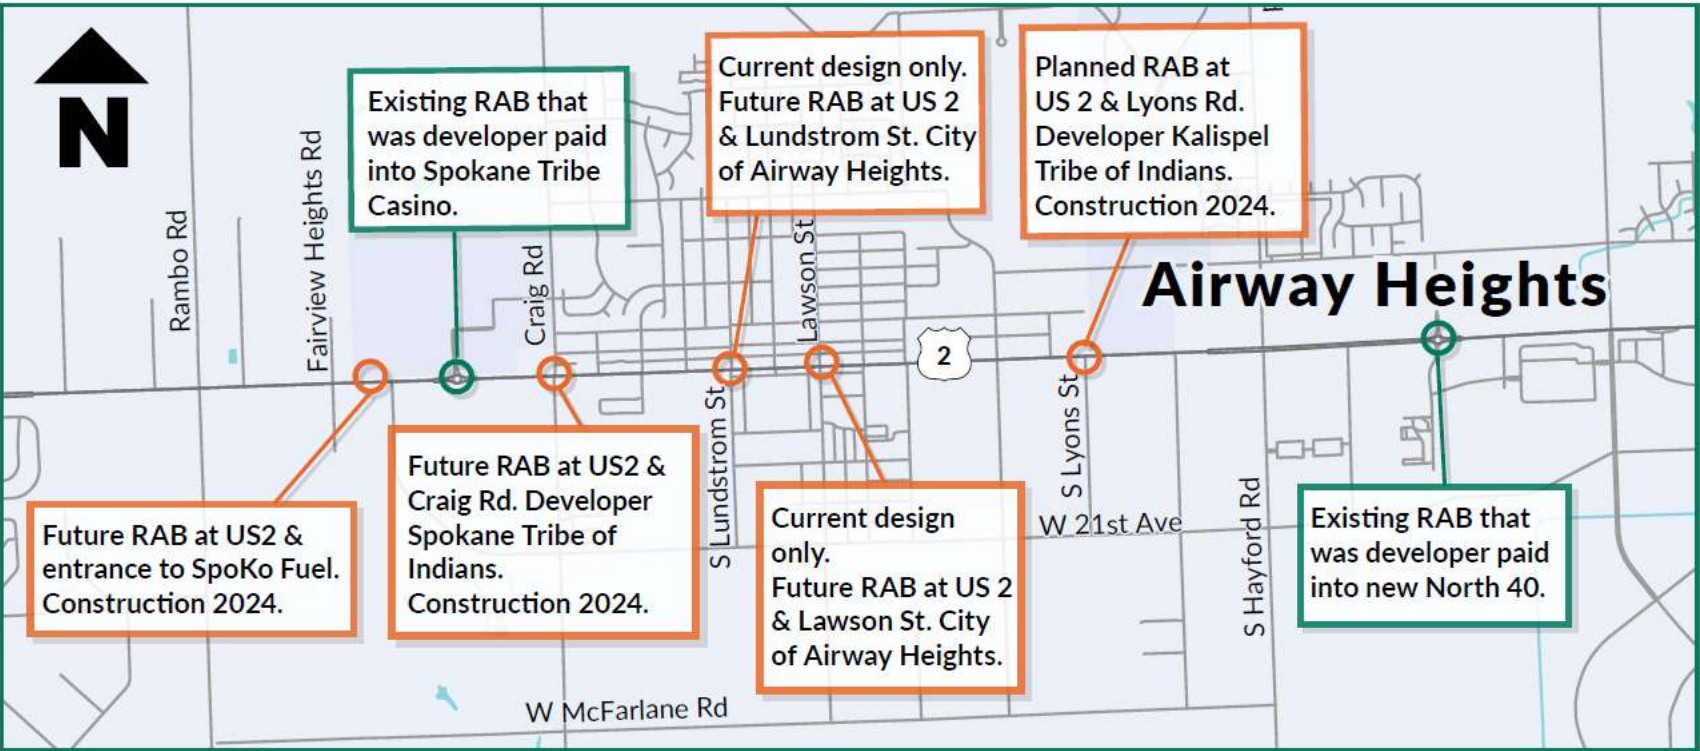 N
Rambo Rd
Fairview Heights Rd
Existing RAB that
was developer paid
into Spokane Tribe
Casino.
Craig Rd
Current design only.
Future RAB at US 2
& Lundstrom St. City
of Airway Heights.
Lawson St
Planned RAB at
US 2 & Lyons Rd.
Developer Kalispel
Tribe of Indians.
Construction 2024.
Airway Heights
2
Future RAB at US2 &
entrance to SpoKo Fuel.
Construction 2024.
Future RAB at US2 &
Craig Rd. Developer
Spokane Tribe of
Indians.
Construction 2024.
S Lundstrom St
Current design
only.
Future RAB at US 2
& Lawson St. City
of Airway Heights.
S Lyons St
W 21st Ave
S Hayford Rd
Existing RAB that
was developer paid
into new North 40.
W McFarlane Rd